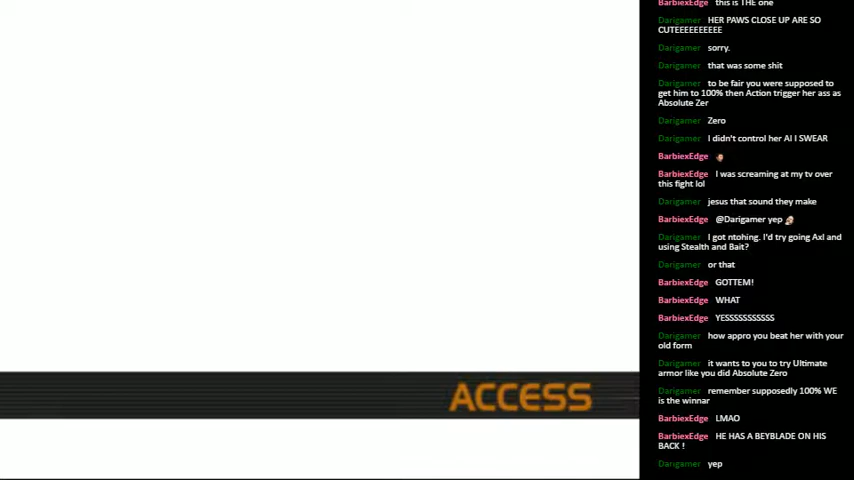 BarbiexEdge this is THE one
Darigamer HER PAWS CLOSE UP ARE SO
CUTEEEEEEEEEE
Darigamer sorry.
Darigamer that was some shit
Darigamer to be fair you were supposed to
get him to 100% then Action trigger her ass as
Absolute Zer
Darigamer Zero
Darigamer I didn't control her AI I SWEAR
BarbiexEdge
BarbiexEdge I was screaming at my tv over
this fight lol
Darigamer jesus that sound they make
BarbiexEdge @Darigamer yep
Darigamer I got ntohing. I'd try going Axl and
using Stealth and Bait?
Darigamer or that
BarbiexEdge GOTTEM!
BarbiexEdge WHAT
BarbiexEdge YESSSSSSSSSSS
Darigamer how appro you beat her with your
old form
Darigamer it wants to you to try Ultimate
armor like you did Absolute Zero
Darigamer remember supposedly 100% WE
is the winnar
BarbiexEdge LMAO
BarbiexEdge HE HAS A BEYBLADE ON HIS
BACK !
Darigamer yep
ACCESS